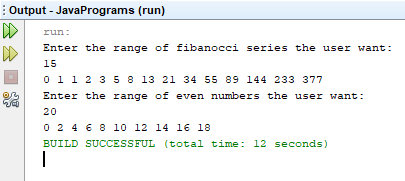 Output - JavaPrograms (run)
run:
Enter the range of fibanocci series the user want:
15
0 1 1 2 3 5 8 13 21 34 55 89 144 233 377
Enter the range of even numbers the user want:
20
0 2 4 6 8 10 12 14 16 18
BUILD SUCCESSFUL (total time: 12 seconds)